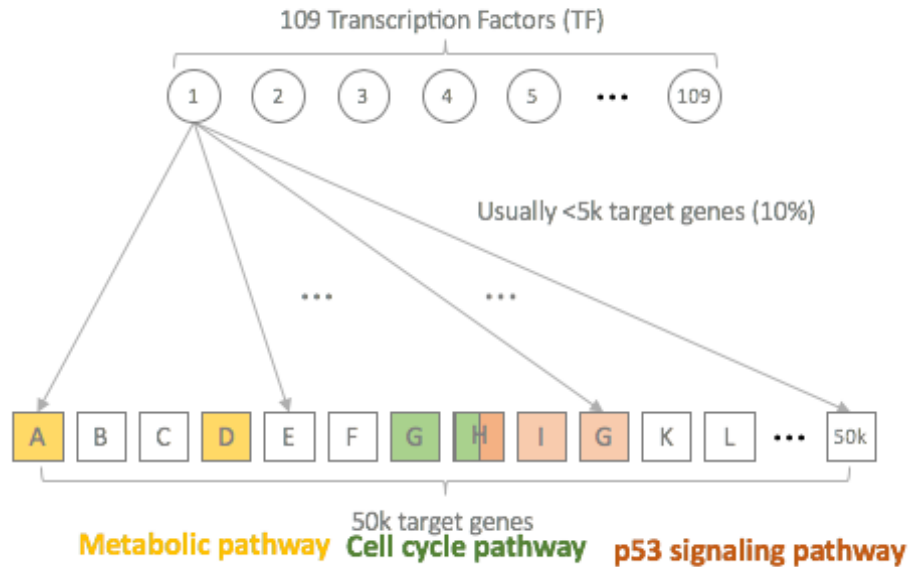 109 Transcription Factors (TF)
1 2 3 4 5 ••• 109
Usually <5k target genes (10%)
••• •••
A B C D E F G H I G K L ••• 50k
50k target genes
Metabolic pathway Cell cycle pathway p53 signaling pathway